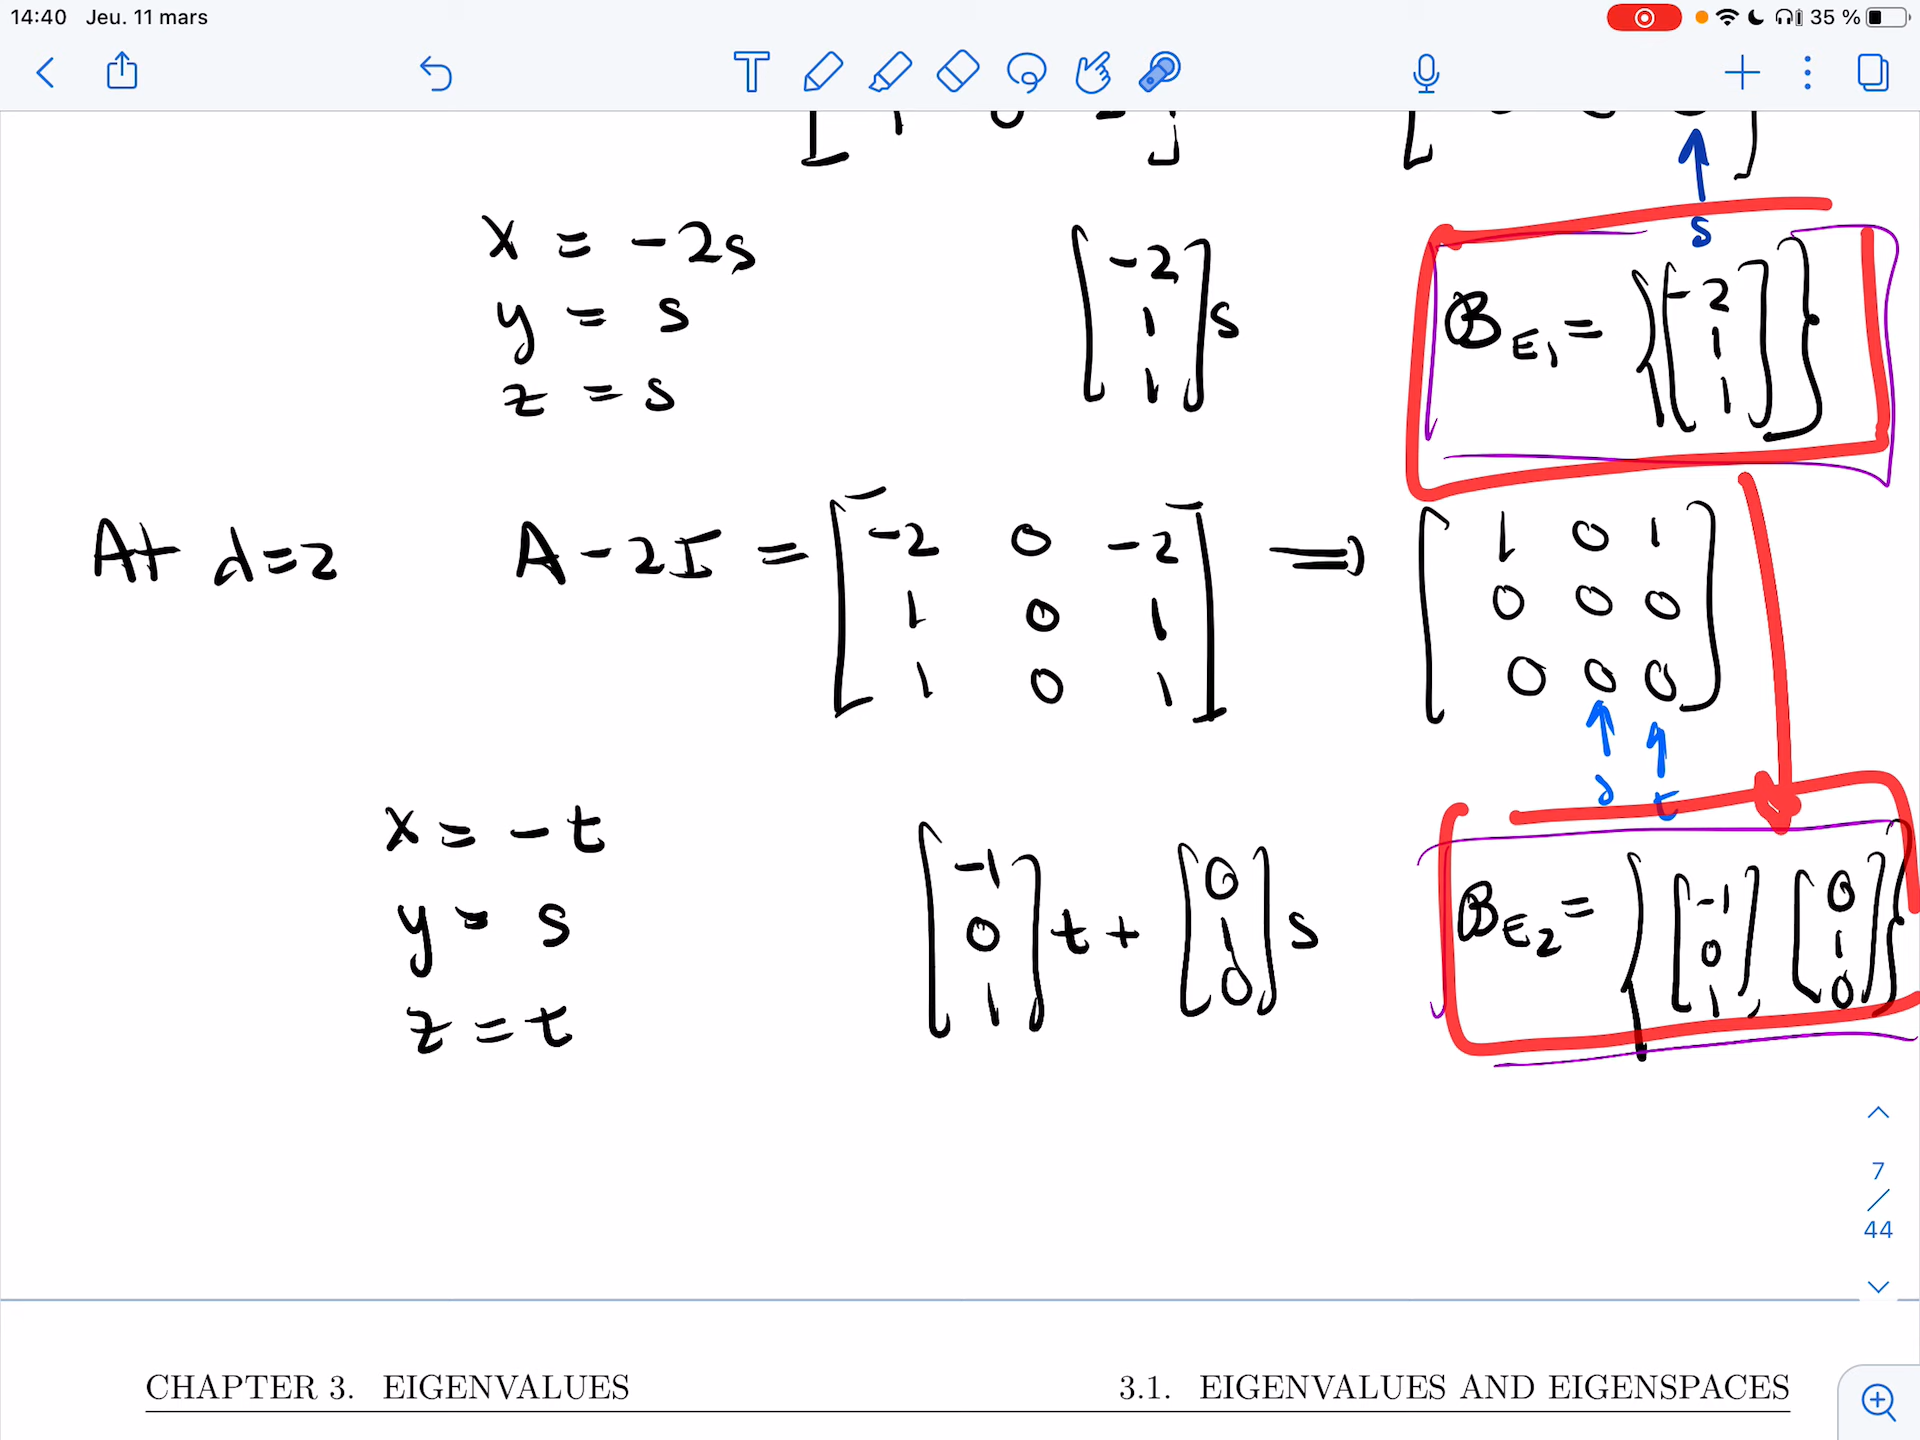 14:40 Jeu. 11 mars 35 %
s
x = -2s
y = s
z = s
[-2 1 1] s
B E1 = {[-2 1 1]}
At λ=2 A - 2I = [-2 0 -2 ⇒ [1 0 1
1 0 1 0 0 0
1 0 1] 0 0 0]
s t
x = -t
y = s
z = t
[-1 0 1] t + [0 1 0] s
B E2 = {[-1 0 1] [0 1 0]}
7
/
44
CHAPTER 3. EIGENVALUES 3.1. EIGENVALUES AND EIGENSPACES